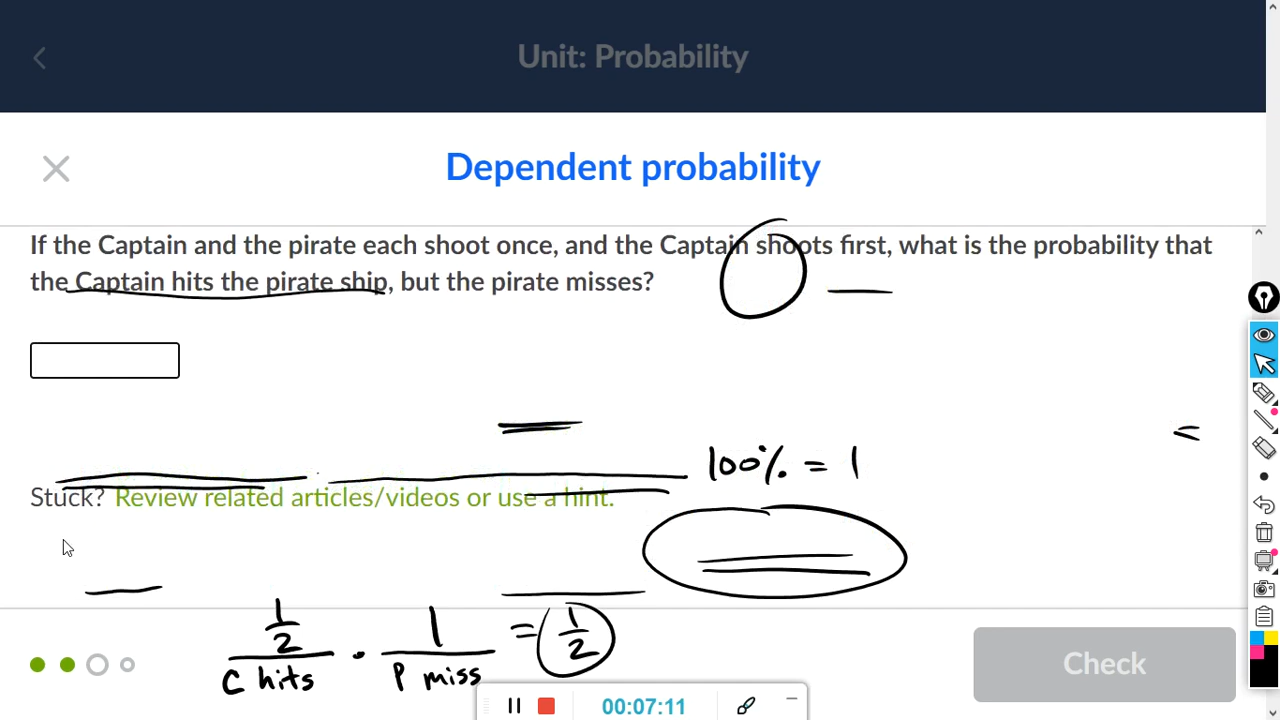 Unit: Probability
Dependent probability
If the Captain and the pirate each shoot once, and the Captain shoots first, what is the probability that
the Captain hits the pirate ship, but the pirate misses?
=
100% = 1
Stuck? Review related articles/videos or use a hint.
1/2 · 1 = 1/2
C hits P miss
Check
00:07:11